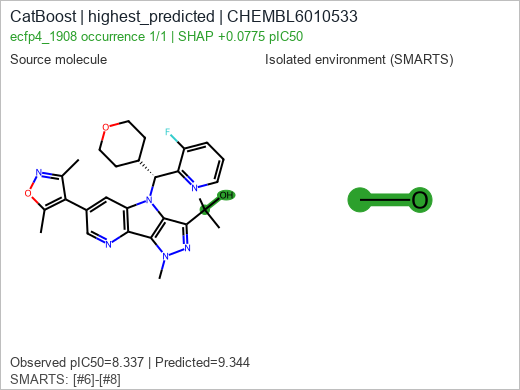 CatBoost | highest_predicted | CHEMBL6010533
ecfp4_1908 occurrence 1/1 | SHAP +0.0775 pIC50
Source molecule
Isolated environment (SMARTS)
O
F
N
O
N
OH
N
N
N
N
O
Observed pIC50=8.337 | Predicted=9.344
SMARTS: [#6]-[#8]